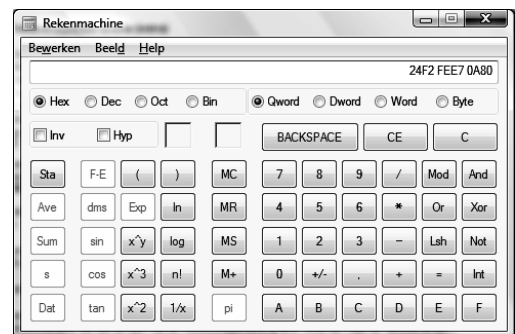 Rekenmachine
Bewerken Beeld Help
24F2 FEE7 0A80
Hex Dec Oct Bin Qword Dword Word Byte
Inv Hyp BACKSPACE CE C
Sta F-E ( ) MC 7 8 9 / Mod And
Ave dms Exp ln MR 4 5 6 * Or Xor
Sum sin x^y log MS 1 2 3 - Lsh Not
s cos x^3 n! M+ 0 +/- . + = Int
Dat tan x^2 1/x pi A B C D E F